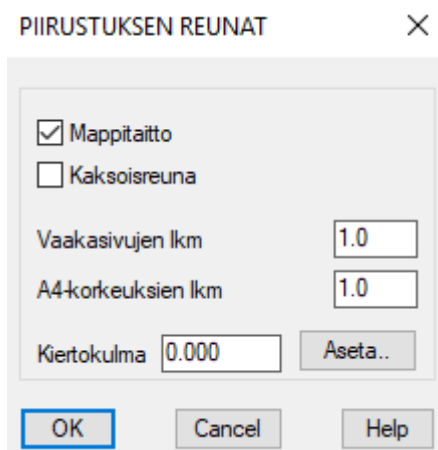 PIIRUSTUKSEN REUNAT
Mappitaitto
Kaksoisreuna
Vaakasivujen lkm 1.0
A4-korkeuksien lkm 1.0
Kiertokulma 0.000 Aseta..
OK Cancel Help